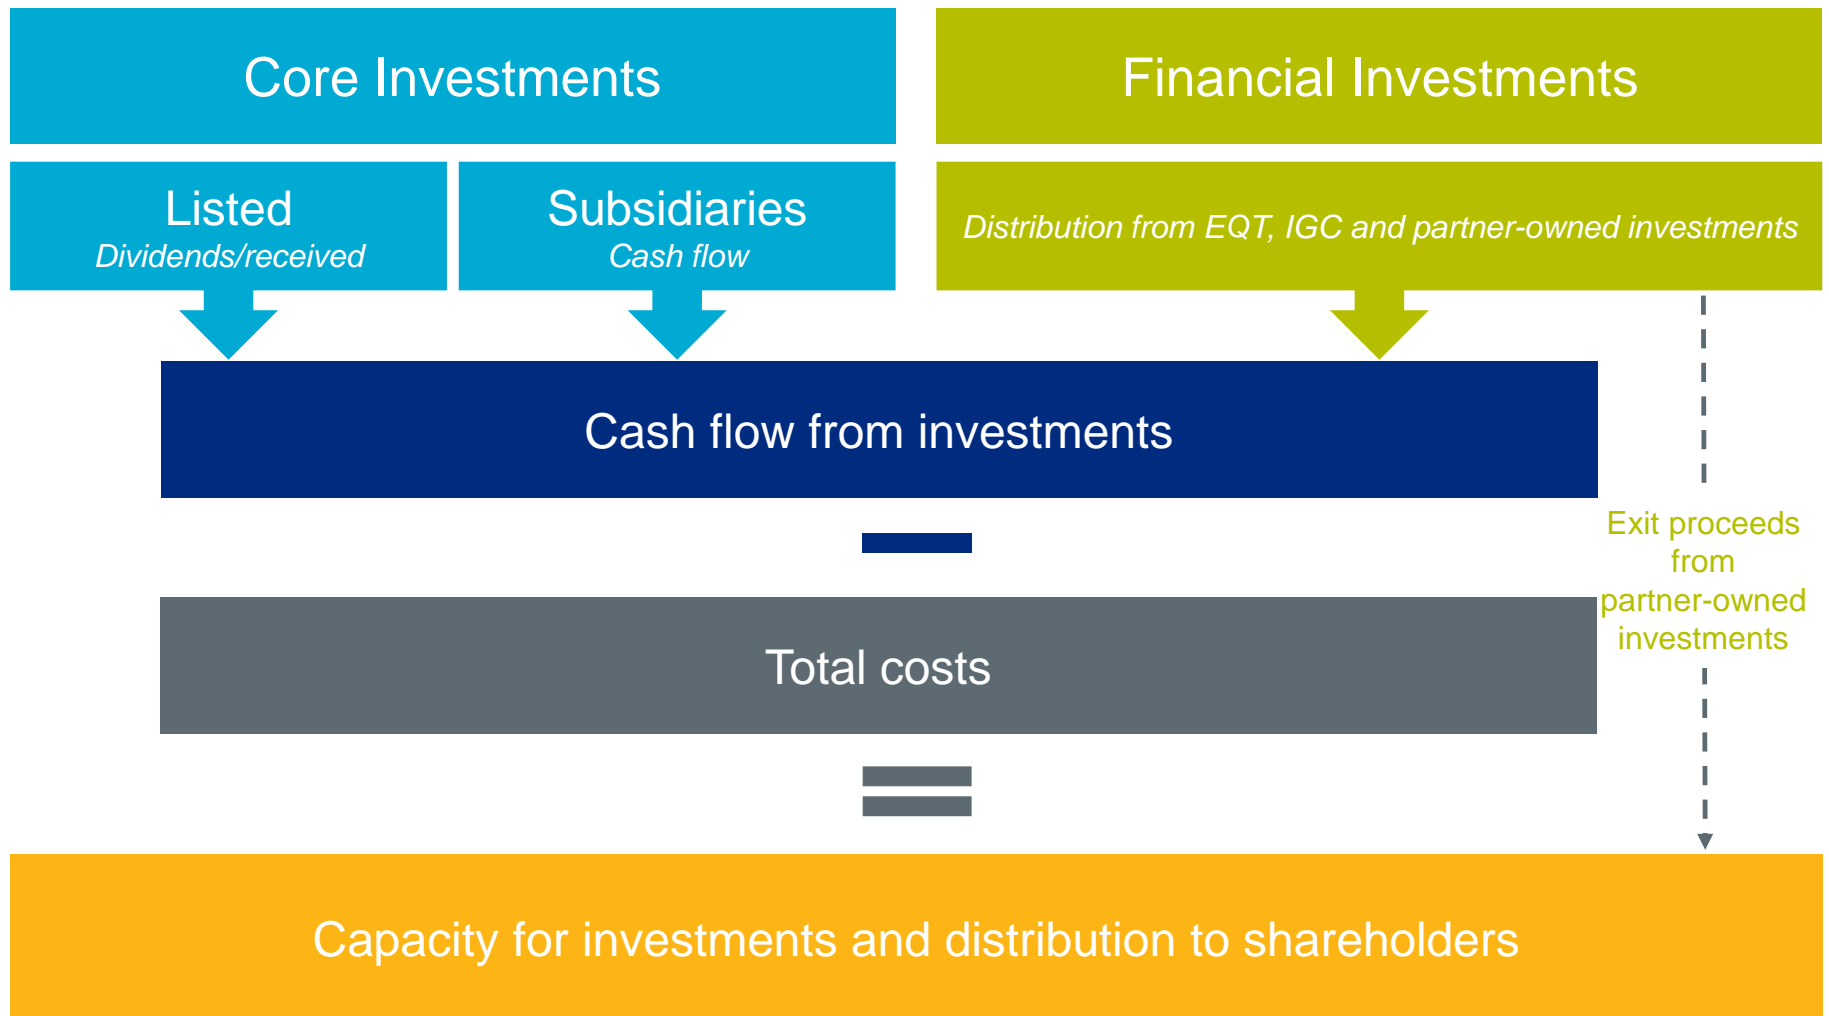 Core Investments
Financial Investments
Listed
Dividends/received
Subsidiaries
Cash flow
Distribution from EQT, IGC and partner-owned investments
Cash flow from investments
Exit proceeds
from
partner-owned
investments
Total costs
Capacity for investments and distribution to shareholders